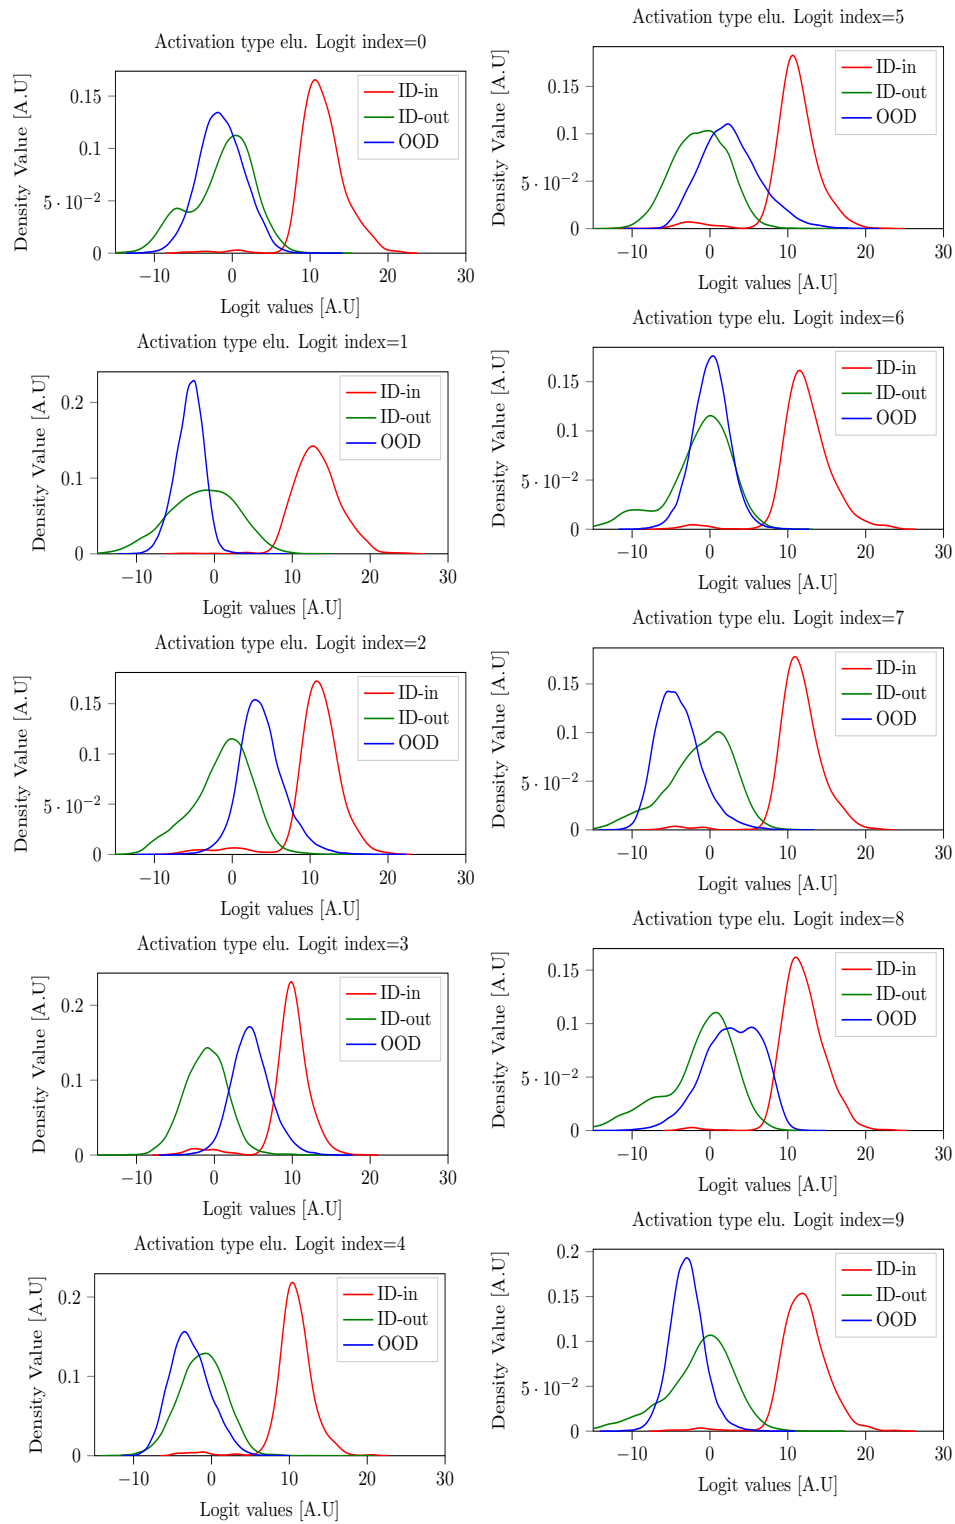 Activation type elu. Logit index=0
Density Value [A.U]
0.15
0.1
5 · 10⁻²
0
ID-in
ID-out
OOD
−10 0 10 20 30
Logit values [A.U]
Activation type elu. Logit index=1
Density Value [A.U]
0.2
0.1
0
ID-in
ID-out
OOD
−10 0 10 20 30
Logit values [A.U]
Activation type elu. Logit index=2
Density Value [A.U]
0.15
0.1
5 · 10⁻²
0
ID-in
ID-out
OOD
−10 0 10 20 30
Logit values [A.U]
Activation type elu. Logit index=3
Density Value [A.U]
0.2
0.1
0
ID-in
ID-out
OOD
−10 0 10 20 30
Logit values [A.U]
Activation type elu. Logit index=4
Density Value [A.U]
0.2
0.1
0
ID-in
ID-out
OOD
−10 0 10 20 30
Logit values [A.U]
Activation type elu. Logit index=5
Density Value [A.U]
0.15
0.1
5 · 10⁻²
0
ID-in
ID-out
OOD
−10 0 10 20 30
Logit values [A.U]
Activation type elu. Logit index=6
Density Value [A.U]
0.15
0.1
5 · 10⁻²
0
ID-in
ID-out
OOD
−10 0 10 20 30
Logit values [A.U]
Activation type elu. Logit index=7
Density Value [A.U]
0.15
0.1
5 · 10⁻²
0
ID-in
ID-out
OOD
−10 0 10 20 30
Logit values [A.U]
Activation type elu. Logit index=8
Density Value [A.U]
0.15
0.1
5 · 10⁻²
0
ID-in
ID-out
OOD
−10 0 10 20 30
Logit values [A.U]
Activation type elu. Logit index=9
Density Value [A.U]
0.2
0.15
0.1
5 · 10⁻²
0
ID-in
ID-out
OOD
−10 0 10 20 30
Logit values [A.U]